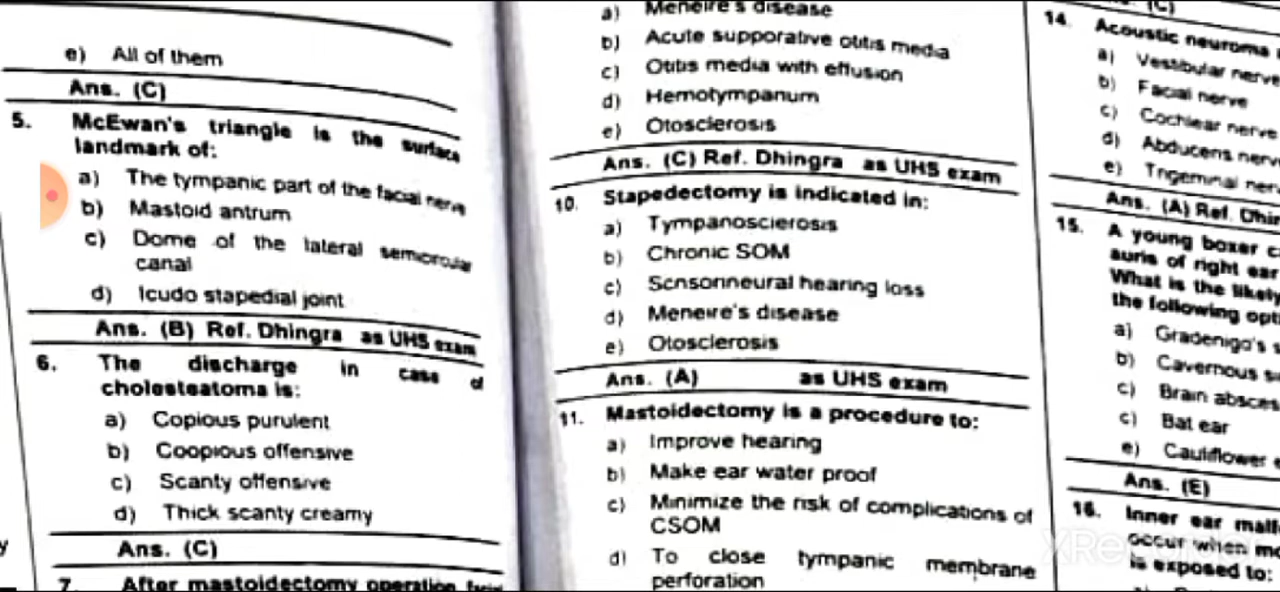 e) All of them
Ans. (C)
5. McEwan's triangle is the surface
landmark of:
a) The tympanic part of the facial nerve
b) Mastoid antrum
c) Dome of the lateral semicircular
canal
d) Icudo stapedial joint
Ans. (B) Ref. Dhingra as UHS exam
6. The discharge in case of
cholesteatoma is:
a) Copious purulent
b) Coopious offensive
c) Scanty offensive
d) Thick scanty creamy
Ans. (C)
7. After mastoidectomy operation
a) Meneire's disease
b) Acute supporative otitis media
c) Otitis media with effusion
d) Hemotympanum
e) Otosclerosis
Ans. (C) Ref. Dhingra as UHS exam
10. Stapedectomy is indicated in:
a) Tympanosclerosis
b) Chronic SOM
c) Sensorineural hearing loss
d) Meneire's disease
e) Otosclerosis
Ans. (A) as UHS exam
11. Mastoidectomy is a procedure to:
a) Improve hearing
b) Make ear water proof
c) Minimize the risk of complications of
CSOM
d) To close tympanic membrane
perforation
(C)
14. Acoustic neuroma
a) Vestibular nerve
b) Facial nerve
c) Cochlear nerve
d) Abducens
e) Trigeminal
Ans. (A) Ref.
15. A young boxer
auris of right ear
What is the likely
the following
a) Gradenigo's
b) Cavernous
c) Brain
c) Bat ear
e) Cauliflower
Ans. (E)
16. Inner ear
occur when
is exposed to: